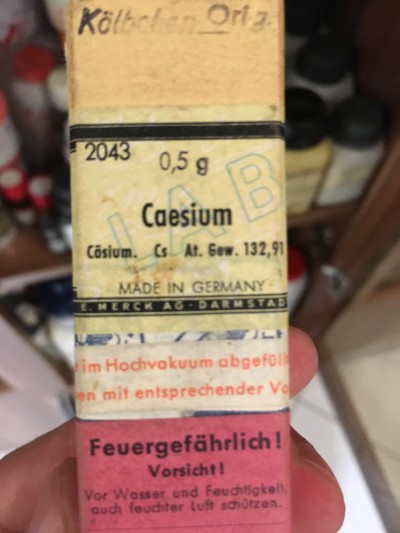 Kölbchen Orig.
2043 0,5 g
LAB
Caesium
Cäsium. Cs At. Gew. 132,91
MADE IN GERMANY
E. MERCK AG · DARMSTAD
im Hochvakuum abgefüll
en mit entsprechender Vo
Feuergefährlich!
Vorsicht!
Vor Wasser und Feuchtigkeit,
auch feuchter Luft schützen.